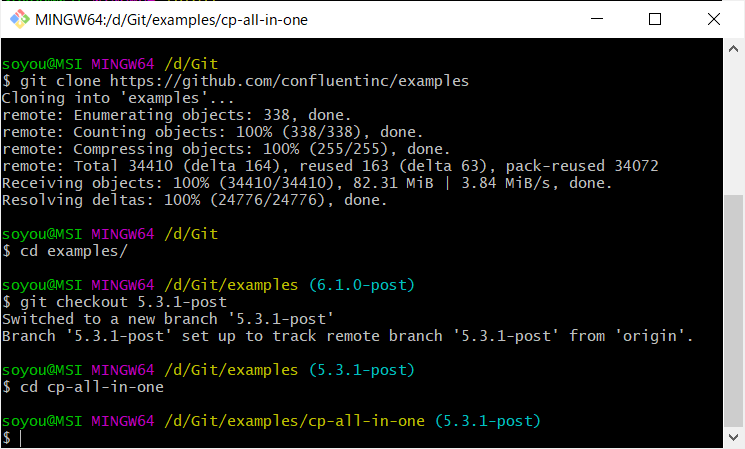 MINGW64:/d/Git/examples/cp-all-in-one
soyou@MSI MINGW64 /d/Git
$ git clone https://github.com/confluentinc/examples
Cloning into 'examples'...
remote: Enumerating objects: 338, done.
remote: Counting objects: 100% (338/338), done.
remote: Compressing objects: 100% (255/255), done.
remote: Total 34410 (delta 164), reused 163 (delta 63), pack-reused 34072
Receiving objects: 100% (34410/34410), 82.31 MiB | 3.84 MiB/s, done.
Resolving deltas: 100% (24776/24776), done.
soyou@MSI MINGW64 /d/Git
$ cd examples/
soyou@MSI MINGW64 /d/Git/examples (6.1.0-post)
$ git checkout 5.3.1-post
Switched to a new branch '5.3.1-post'
Branch '5.3.1-post' set up to track remote branch '5.3.1-post' from 'origin'.
soyou@MSI MINGW64 /d/Git/examples (5.3.1-post)
$ cd cp-all-in-one
soyou@MSI MINGW64 /d/Git/examples/cp-all-in-one (5.3.1-post)
$